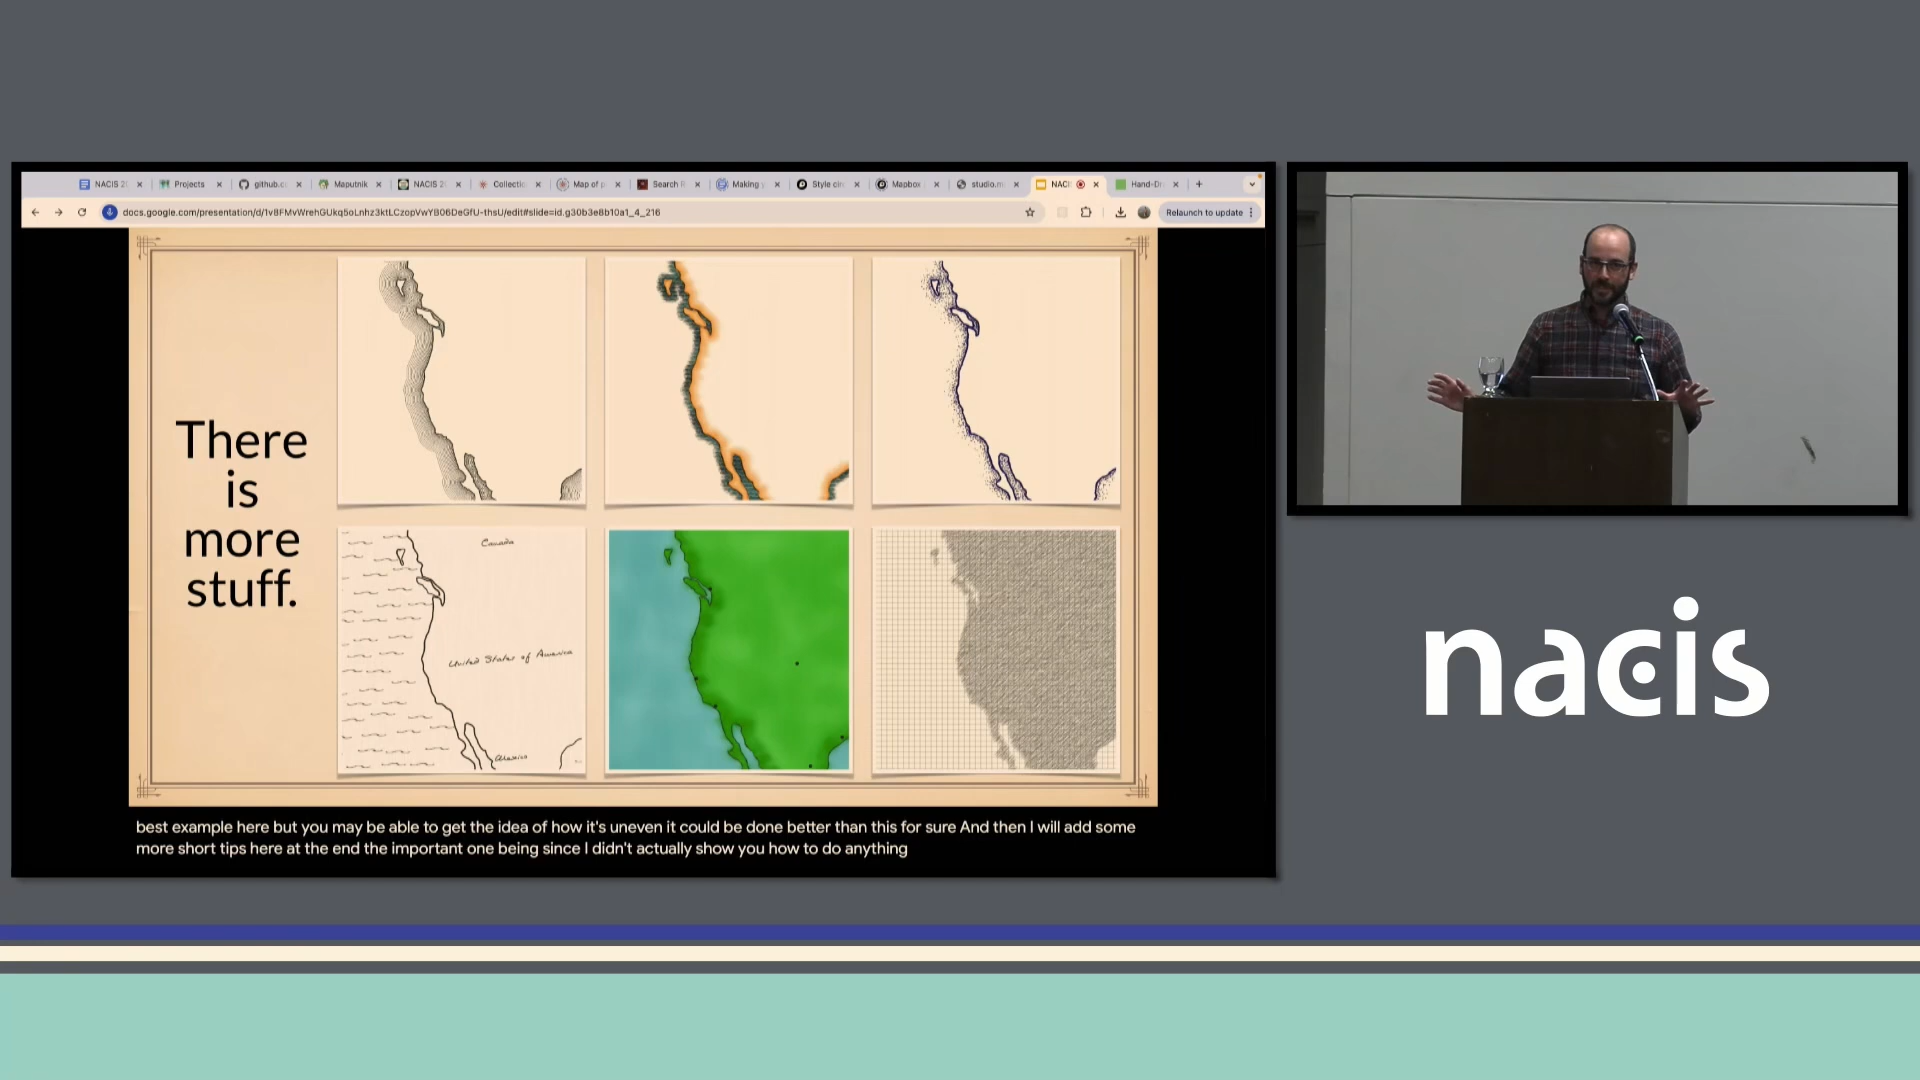 NACIS 2
Projects
github.c
Maputnik
NACIS 2
Collectio
Map of p
Search R
Making
Style cir
Mapbox
studio.m
NACI
Hand-Dr
docs.google.com/presentation/d/1vBFMvWrehGUkq5oLnhz3ktLCzopVwYB06DeGfU-thsU/edit#slide=id.g30b3e8b10a1_4_216
Relaunch to update
There
is
more
stuff.
Canada
United States of America
Mexico
best example here but you may be able to get the idea of how it's uneven it could be done better than this for sure And then I will add some
more short tips here at the end the important one being since I didn't actually show you how to do anything
nacis